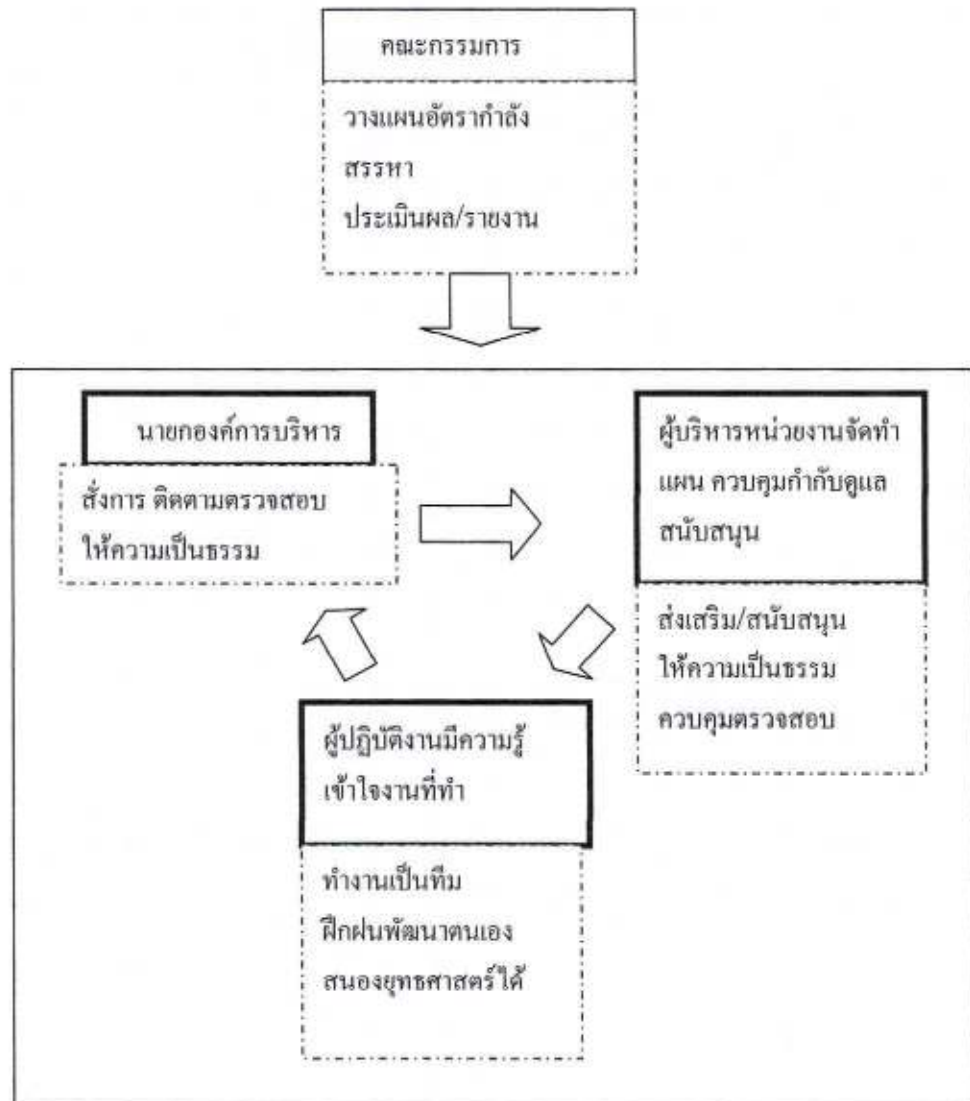 คณะกรรมการ
วางแผนอัตรากำลัง
สรรหา
ประเมินผล/รายงาน
นายกองค์การบริหาร
สั่งการ ติดตามตรวจสอบ
ให้ความเป็นธรรม
ผู้บริหารหน่วยงานจัดทำ
แผน ควบคุมกำกับดูแล
สนับสนุน
ส่งเสริม/สนับสนุน
ให้ความเป็นธรรม
ควบคุมตรวจสอบ
ผู้ปฏิบัติงานมีความรู้
เข้าใจงานที่ทำ
ทำงานเป็นทีม
ฝึกฝนพัฒนาตนเอง
สนองยุทธศาสตร์ได้